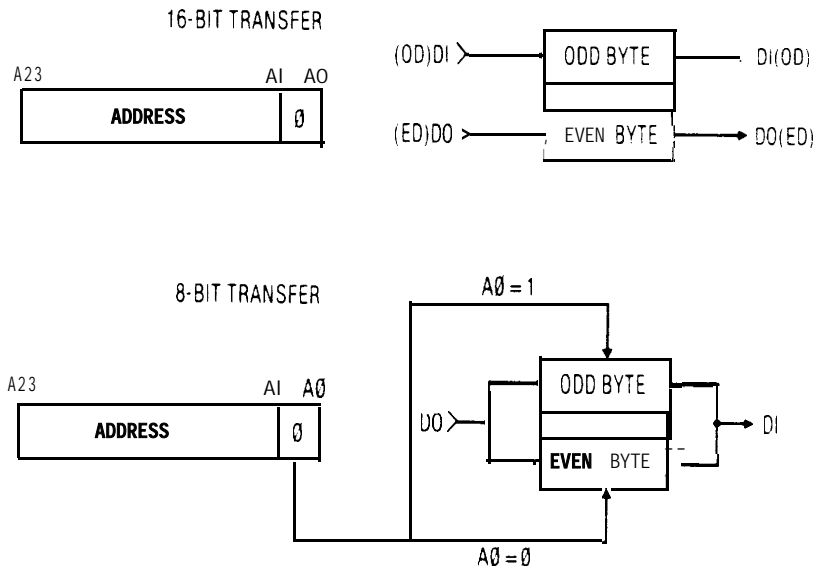 16-BIT TRANSFER
(OD)DI ODD BYTE DI(OD)
A23 AI AO
ADDRESS Ø
(ED)DO EVEN BYTE DO(ED)
8-BIT TRANSFER
AØ = 1
A23 AI AØ
ODD BYTE
ADDRESS Ø
DO DI
EVEN BYTE
AØ = Ø